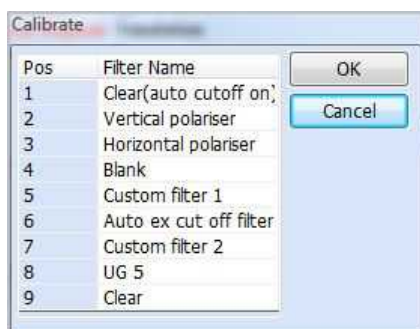 Calibrate
Pos Filter Name
OK
1 Clear(auto cutoff on)
Cancel
2 Vertical polariser
3 Horizontal polariser
4 Blank
5 Custom filter 1
6 Auto ex cut off filter
7 Custom filter 2
8 UG 5
9 Clear